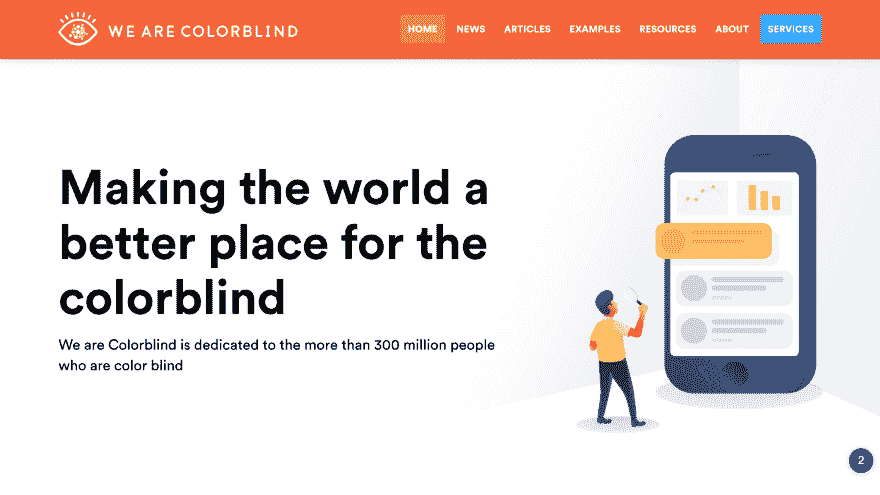 WE ARE COLORBLIND
HOME NEWS ARTICLES EXAMPLES RESOURCES ABOUT SERVICES
Making the world a
better place for the
colorblind
We are Colorblind is dedicated to the more than 300 million people
who are color blind
2